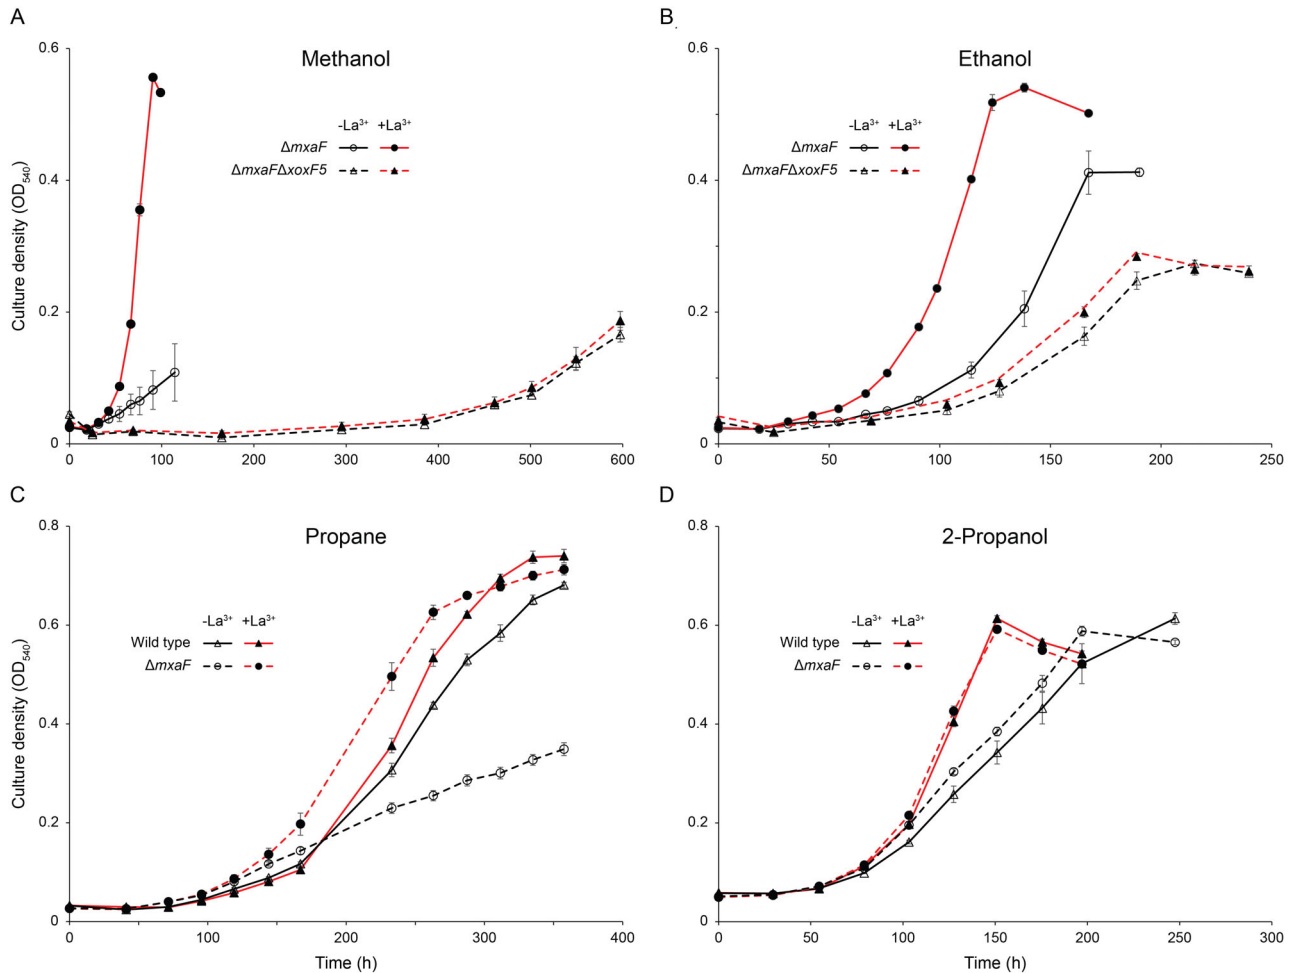 A
Methanol
-La³⁺ +La³⁺
ΔmxaF
ΔmxaFΔxoxF5
Culture density (OD₅₄₀)
0.6
0.4
0.2
0
0 100 200 300 400 500 600
B
Ethanol
-La³⁺ +La³⁺
ΔmxaF
ΔmxaFΔxoxF5
0.6
0.4
0.2
0
0 50 100 150 200 250
C
Propane
-La³⁺ +La³⁺
Wild type
ΔmxaF
Culture density (OD₅₄₀)
0.8
0.6
0.4
0.2
0
0 100 200 300 400
Time (h)
D
2-Propanol
-La³⁺ +La³⁺
Wild type
ΔmxaF
0.8
0.6
0.4
0.2
0
0 50 100 150 200 250 300
Time (h)